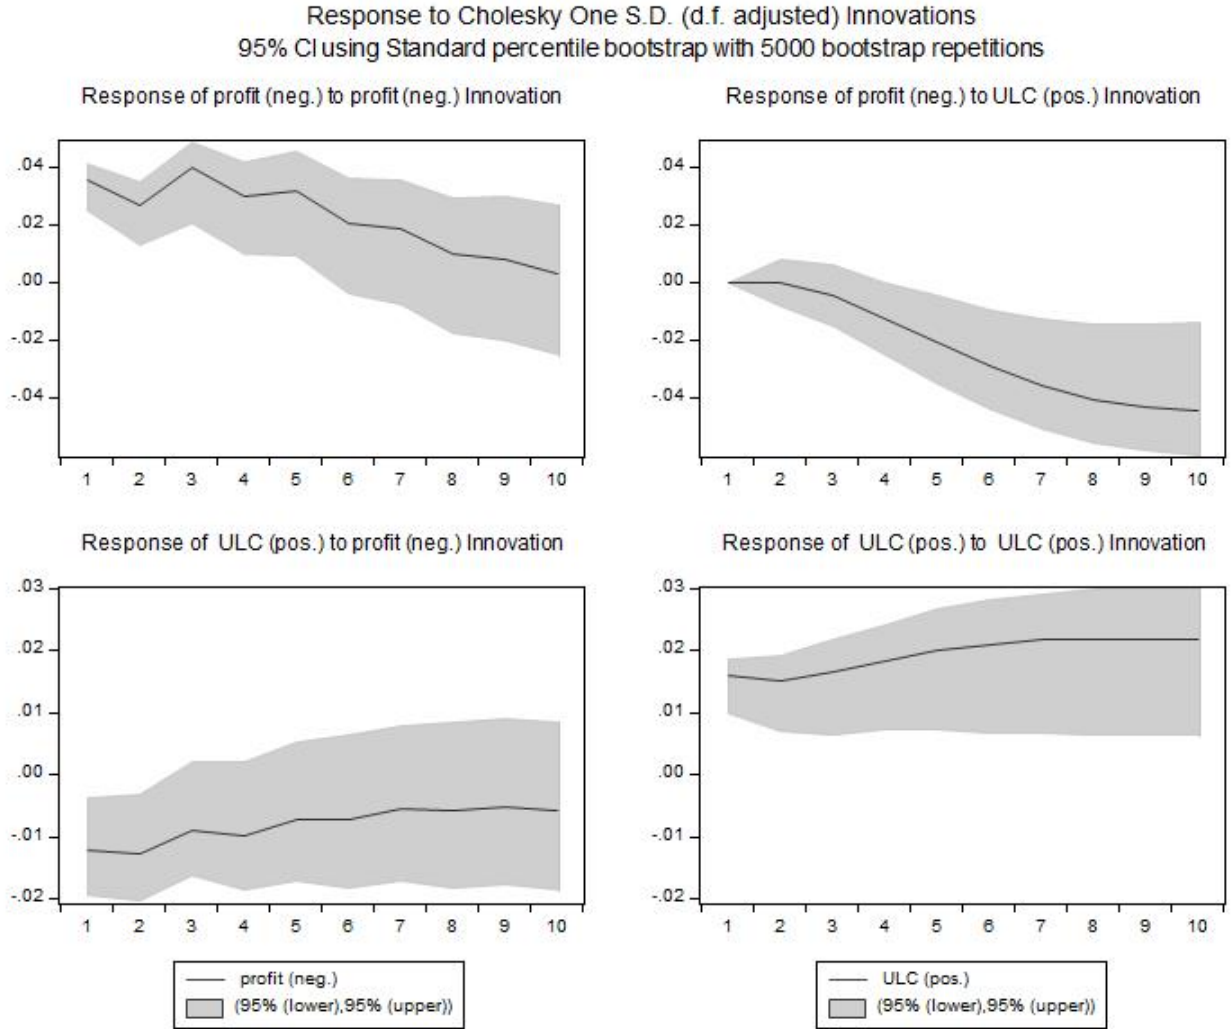 Response to Cholesky One S.D. (d.f. adjusted) Innovations
95% CI using Standard percentile bootstrap with 5000 bootstrap repetitions
Response of profit (neg.) to profit (neg.) Innovation
.04
.02
.00
-.02
-.04
1 2 3 4 5 6 7 8 9 10
Response of profit (neg.) to ULC (pos.) Innovation
.04
.02
.00
-.02
-.04
1 2 3 4 5 6 7 8 9 10
Response of ULC (pos.) to profit (neg.) Innovation
.03
.02
.01
.00
-.01
-.02
1 2 3 4 5 6 7 8 9 10
Response of ULC (pos.) to ULC (pos.) Innovation
.03
.02
.01
.00
-.01
-.02
1 2 3 4 5 6 7 8 9 10
profit (neg.)
(95% (lower),95% (upper))
ULC (pos.)
(95% (lower),95% (upper))